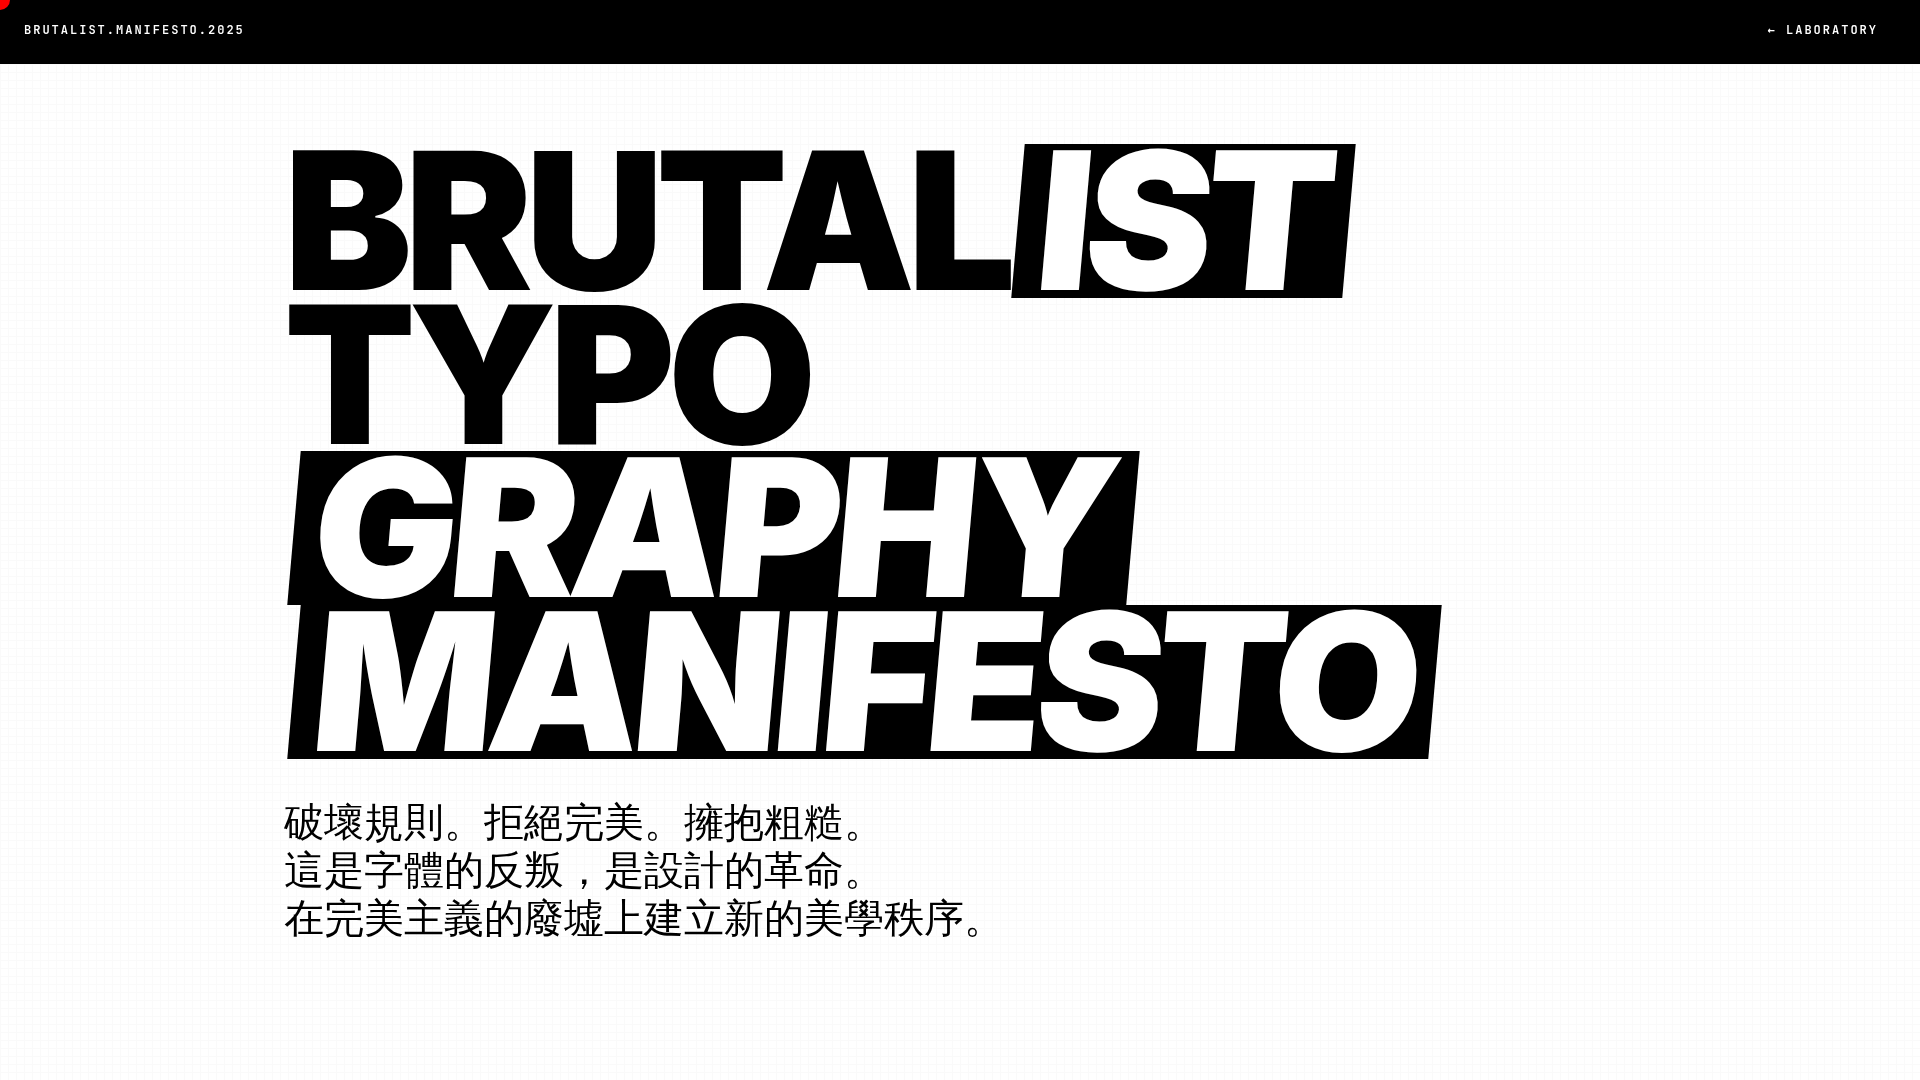 BRUTALIST.MANIFESTO.2025
← LABORATORY
BRUTALIST
TYPO
GRAPHY
MANIFESTO
破壞規則。拒絕完美。擁抱粗糙。
這是字體的反叛，是設計的革命。
在完美主義的廢墟上建立新的美學秩序。